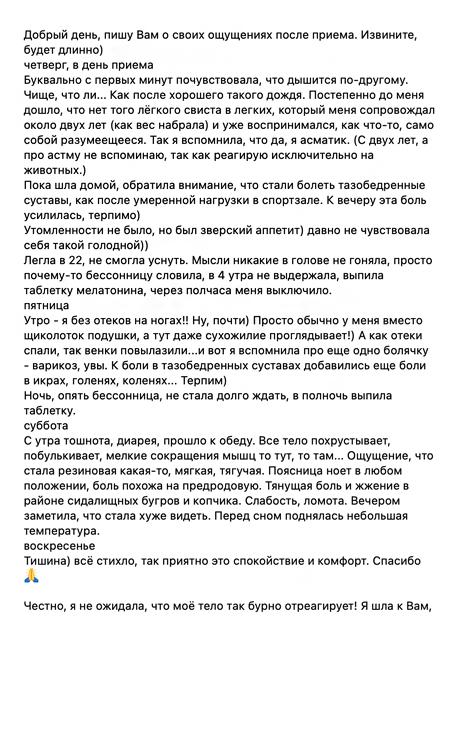 Добрый день, пишу Вам о своих ощущениях после приема. Извините,
будет длинно)
четверг, в день приема
Буквально с первых минут почувствовала, что дышится по-другому.
Чище, что ли... Как после хорошего такого дождя. Постепенно до меня
дошло, что нет того лёгкого свиста в легких, который меня сопровождал
около двух лет (как вес набрала) и уже воспринимался, как что-то, само
собой разумеещееся. Так я вспомнила, что да, я асматик. (С двух лет, а
про астму не вспоминаю, так как реагирую исключительно на
животных.)
Пока шла домой, обратила внимание, что стали болеть тазобедренные
суставы, как после умеренной нагрузки в спортзале. К вечеру эта боль
усилилась, терпимо)
Утомленности не было, но был зверский аппетит) давно не чувствовала
себя такой голодной))
Легла в 22, не смогла уснуть. Мысли никакие в голове не гоняла, просто
почему-то бессонницу словила, в 4 утра не выдержала, выпила
таблетку мелатонина, через полчаса меня выключило.
пятница
Утро - я без отеков на ногах!! Ну, почти) Просто обычно у меня вместо
щиколоток подушки, а тут даже сухожилие проглядывает!) А как отеки
спали, так венки повылазили...и вот я вспомнила про еще одно болячку
- варикоз, увы. К боли в тазобедренных суставах добавились еще боли
в икрах, голенях, коленях... Терпим)
Ночь, опять бессонница, не стала долго ждать, в полночь выпила
таблетку.
суббота
С утра тошнота, диарея, прошло к обеду. Все тело похрустывает,
побулькивает, мелкие сокращения мышц то тут, то там... Ощущение, что
стала резиновая какая-то, мягкая, тягучая. Поясница ноет в любом
положении, боль похожа на предродовую. Тянущая боль и жжение в
районе сидалищных бугров и копчика. Слабость, ломота. Вечером
заметила, что стала хуже видеть. Перед сном поднялась небольшая
температура.
воскресенье
Тишина) всё стихло, так приятно это спокойствие и комфорт. Спасибо
🙏
Честно, я не ожидала, что моё тело так бурно отреагирует! Я шла к Вам,